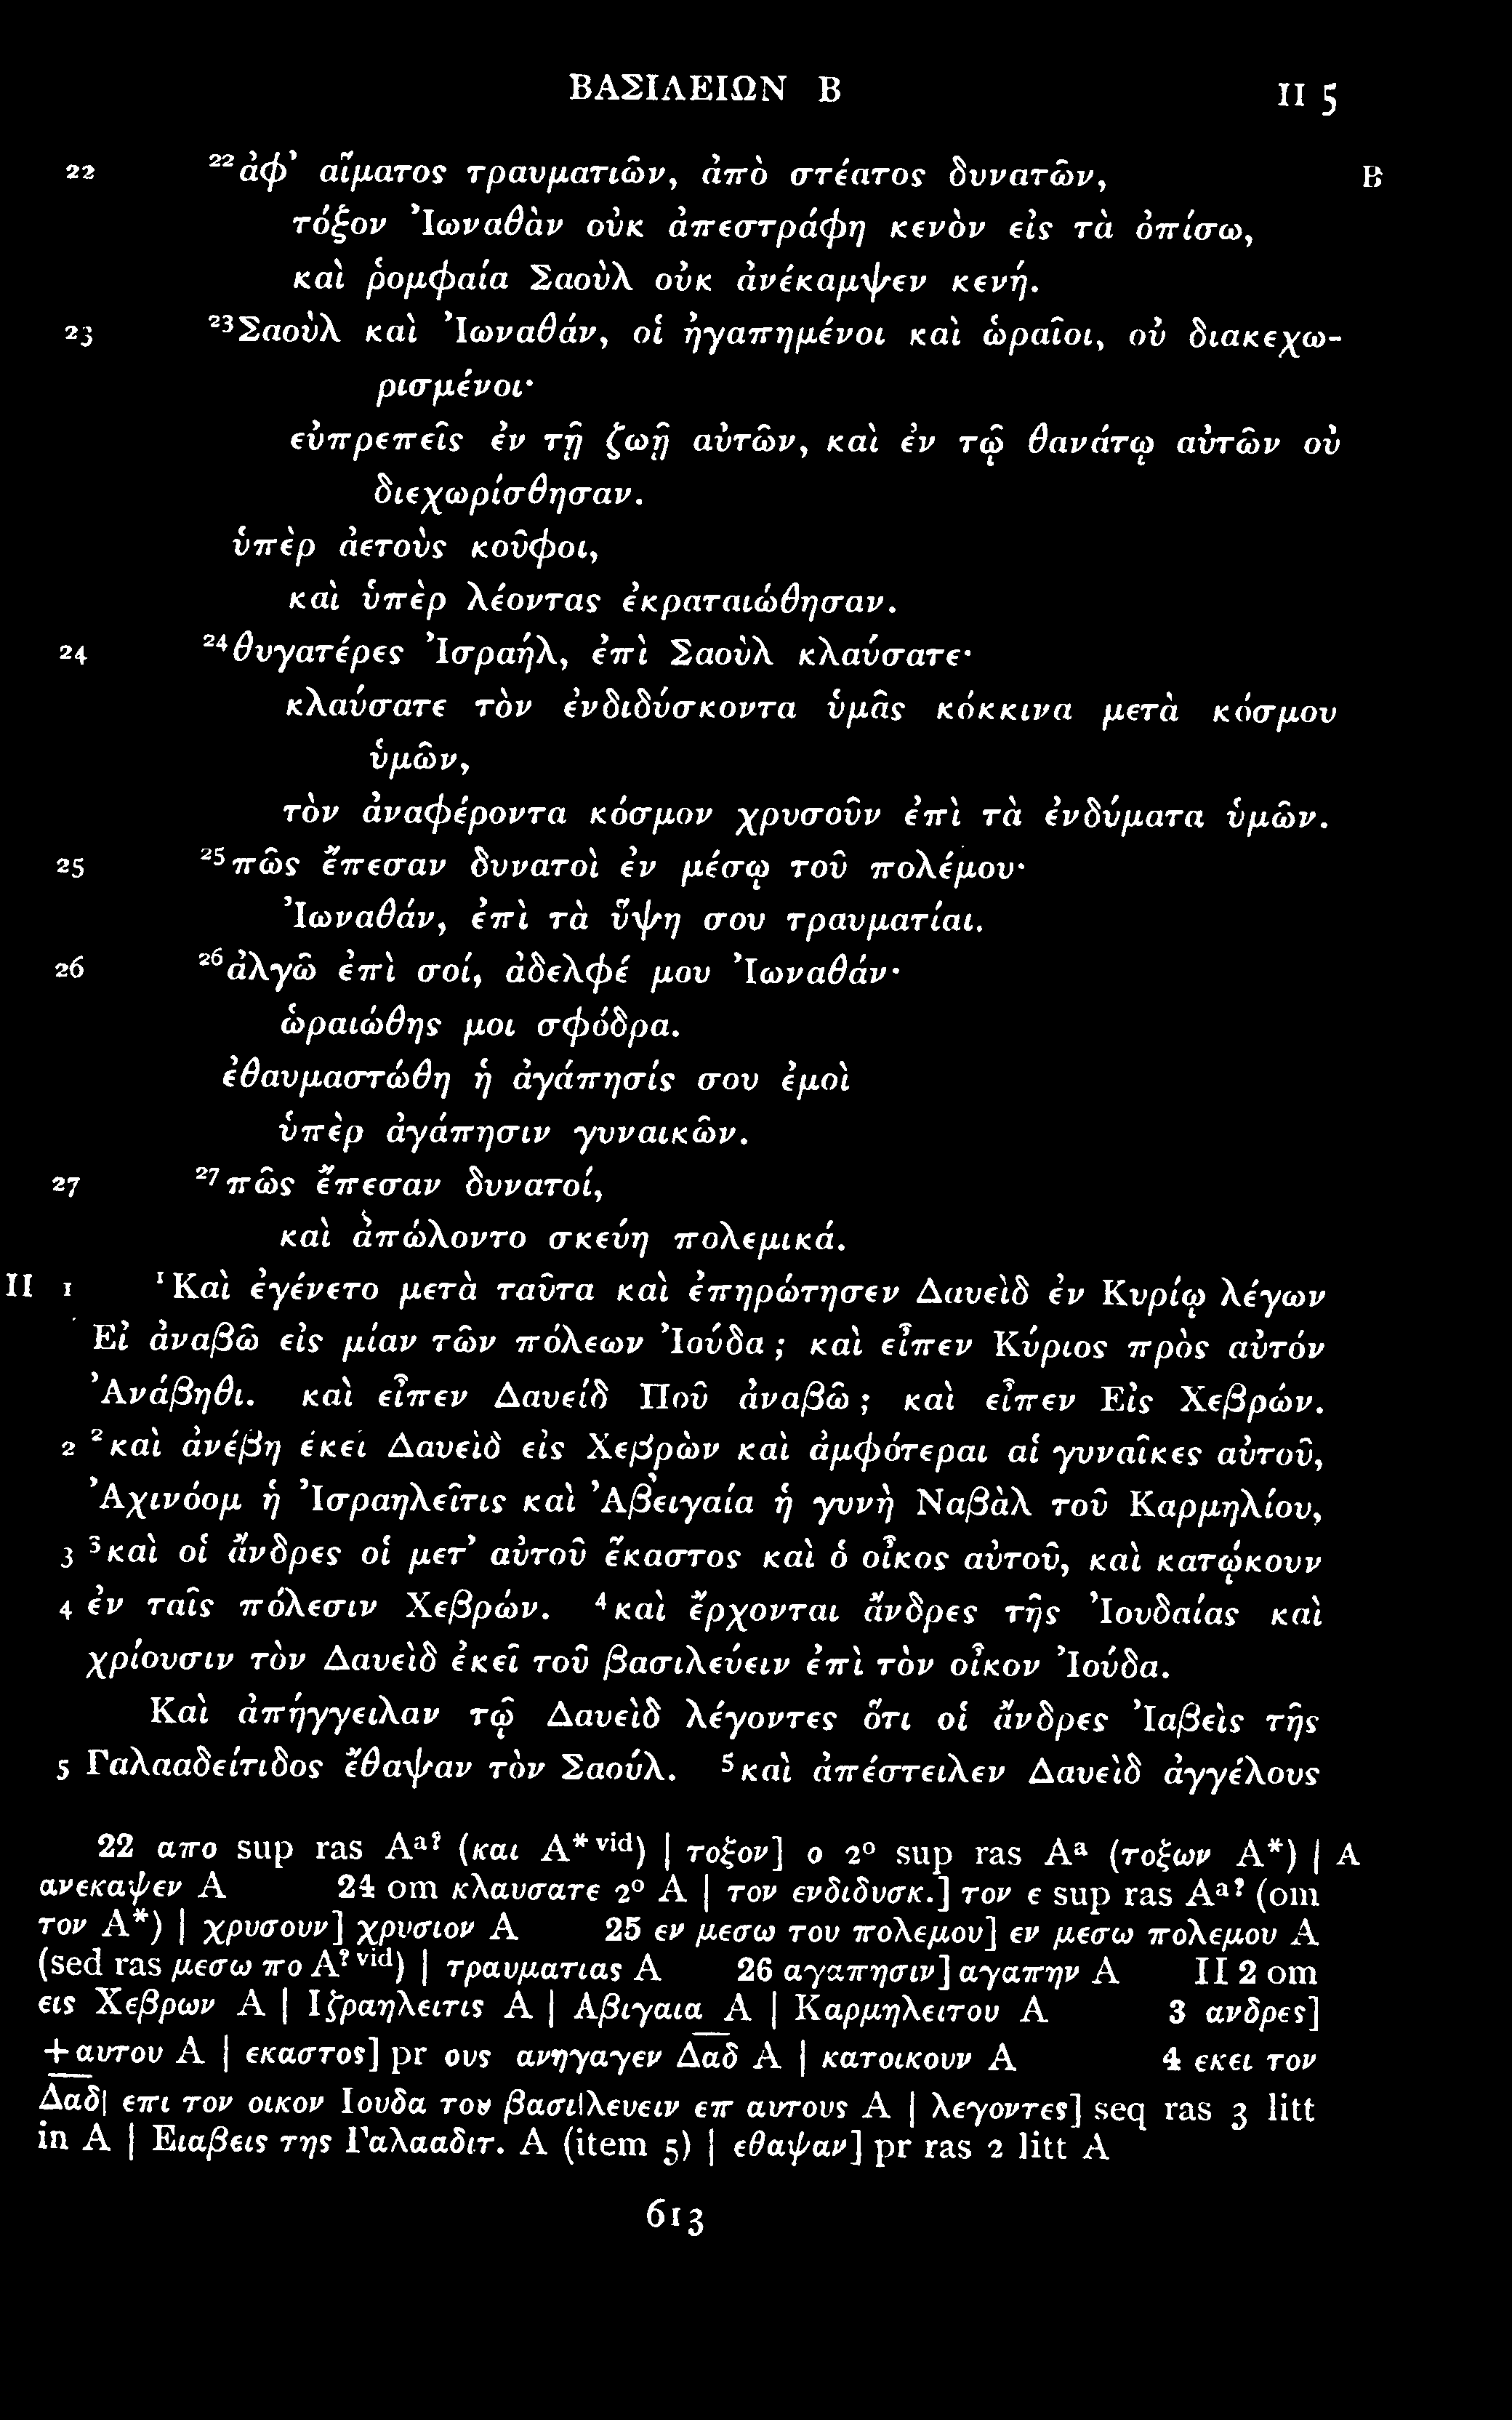 ΒΑΣΙΛΕΙΩΝ Β II 5
22 ²²ἀφ᾽ αἵματος τραυματιῶν, ἀπὸ στέατος δυνατῶν, B
τόξον Ἰωναθὰν οὐκ ἀπεστράφη κενὸν εἰς τὰ ὀπίσω,
καὶ ῥομφαία Σαοὺλ οὐκ ἀνέκαμψεν κενή.
23 ²³Σαοὺλ καὶ Ἰωναθάν, οἱ ἠγαπημένοι καὶ ὡραῖοι, οὐ διακεχω-
ρισμένοι·
εὐπρεπεῖς ἐν τῇ ζωῇ αὐτῶν, καὶ ἐν τῷ θανάτῳ αὐτῶν οὐ
διεχωρίσθησαν.
ὑπὲρ ἀετοὺς κοῦφοι,
καὶ ὑπὲρ λέοντας ἐκραταιώθησαν.
24 ²⁴θυγατέρες Ἰσραήλ, ἐπὶ Σαοὺλ κλαύσατε·
κλαύσατε τὸν ἐνδιδύσκοντα ὑμᾶς κόκκινα μετὰ κόσμου
ὑμῶν,
τὸν ἀναφέροντα κόσμον χρυσοῦν ἐπὶ τὰ ἐνδύματα ὑμῶν.
25 ²⁵πῶς ἔπεσαν δυνατοὶ ἐν μέσῳ τοῦ πολέμου·
Ἰωναθάν, ἐπὶ τὰ ὕψη σου τραυματίαι.
26 ²⁶ἀλγῶ ἐπὶ σοί, ἀδελφέ μου Ἰωναθάν·
ὡραιώθης μοι σφόδρα.
ἐθαυμαστώθη ἡ ἀγάπησίς σου ἐμοὶ
ὑπὲρ ἀγάπησιν γυναικῶν.
27 ²⁷πῶς ἔπεσαν δυνατοί,
καὶ ἀπώλοντο σκεύη πολεμικά.
II 1 ¹Καὶ ἐγένετο μετὰ ταῦτα καὶ ἐπηρώτησεν Δαυεὶδ ἐν Κυρίῳ λέγων
Εἰ ἀναβῶ εἰς μίαν τῶν πόλεων Ἰούδα ; καὶ εἶπεν Κύριος πρὸς αὐτόν
Ἀνάβηθι. καὶ εἶπεν Δαυείδ Ποῦ ἀναβῶ ; καὶ εἶπεν Εἰς Χεβρών.
2 ²καὶ ἀνέβη ἐκεῖ Δαυεὶδ εἰς Χεβρὼν καὶ ἀμφότεραι αἱ γυναῖκες αὐτοῦ,
Ἀχινόομ ἡ Ἰσραηλεῖτις καὶ Ἀβειγαία ἡ γυνὴ Ναβὰλ τοῦ Καρμηλίου,
3 ³καὶ οἱ ἄνδρες οἱ μετ᾽ αὐτοῦ ἕκαστος καὶ ὁ οἶκος αὐτοῦ, καὶ κατῴκουν
4 ἐν ταῖς πόλεσιν Χεβρών. ⁴καὶ ἔρχονται ἄνδρες τῆς Ἰουδαίας καὶ
χρίουσιν τὸν Δαυεὶδ ἐκεῖ τοῦ βασιλεύειν ἐπὶ τὸν οἶκον Ἰούδα.
Καὶ ἀπήγγειλαν τῷ Δαυεὶδ λέγοντες ὅτι οἱ ἄνδρες Ἰαβεὶς τῆς
5 Γαλααδείτιδος ἔθαψαν τὸν Σαούλ. ⁵καὶ ἀπέστειλεν Δαυεὶδ ἀγγέλους
22 απο sup ras Aᵃ? (και A* ᵛⁱᵈ) | τοξον] ο 2° sup ras Aᵃ (τοξων A*) | A
ανεκαψεν A 24 om κλαυσατε 2° A | τον ενδιδυσκ.] τον ε sup ras Aᵃ? (om
τον A*) | χρυσουν] χρυσιον A 25 εν μεσω του πολεμου] εν μεσω πολεμου A
(sed ras μεσω πο A? ᵛⁱᵈ) | τραυματιας A 26 αγαπησιν] αγαπην A II 2 om
εις Χεβρων A | Ιζραηλειτις A | Αβιγαια A | Καρμηλειτου A 3 ανδρες]
+αυτου A | εκαστος] pr ους ανηγαγεν Δαδ A | κατοικουν A 4 εκει τον
Δαδ| επι τον οικον Ιουδα του βασιλευειν επ αυτους A | λεγοντες] seq ras 3 litt
in A | Ειαβεις της Γαλααδιτ. A (item 5) | εθαψαν] pr ras 2 litt A
613